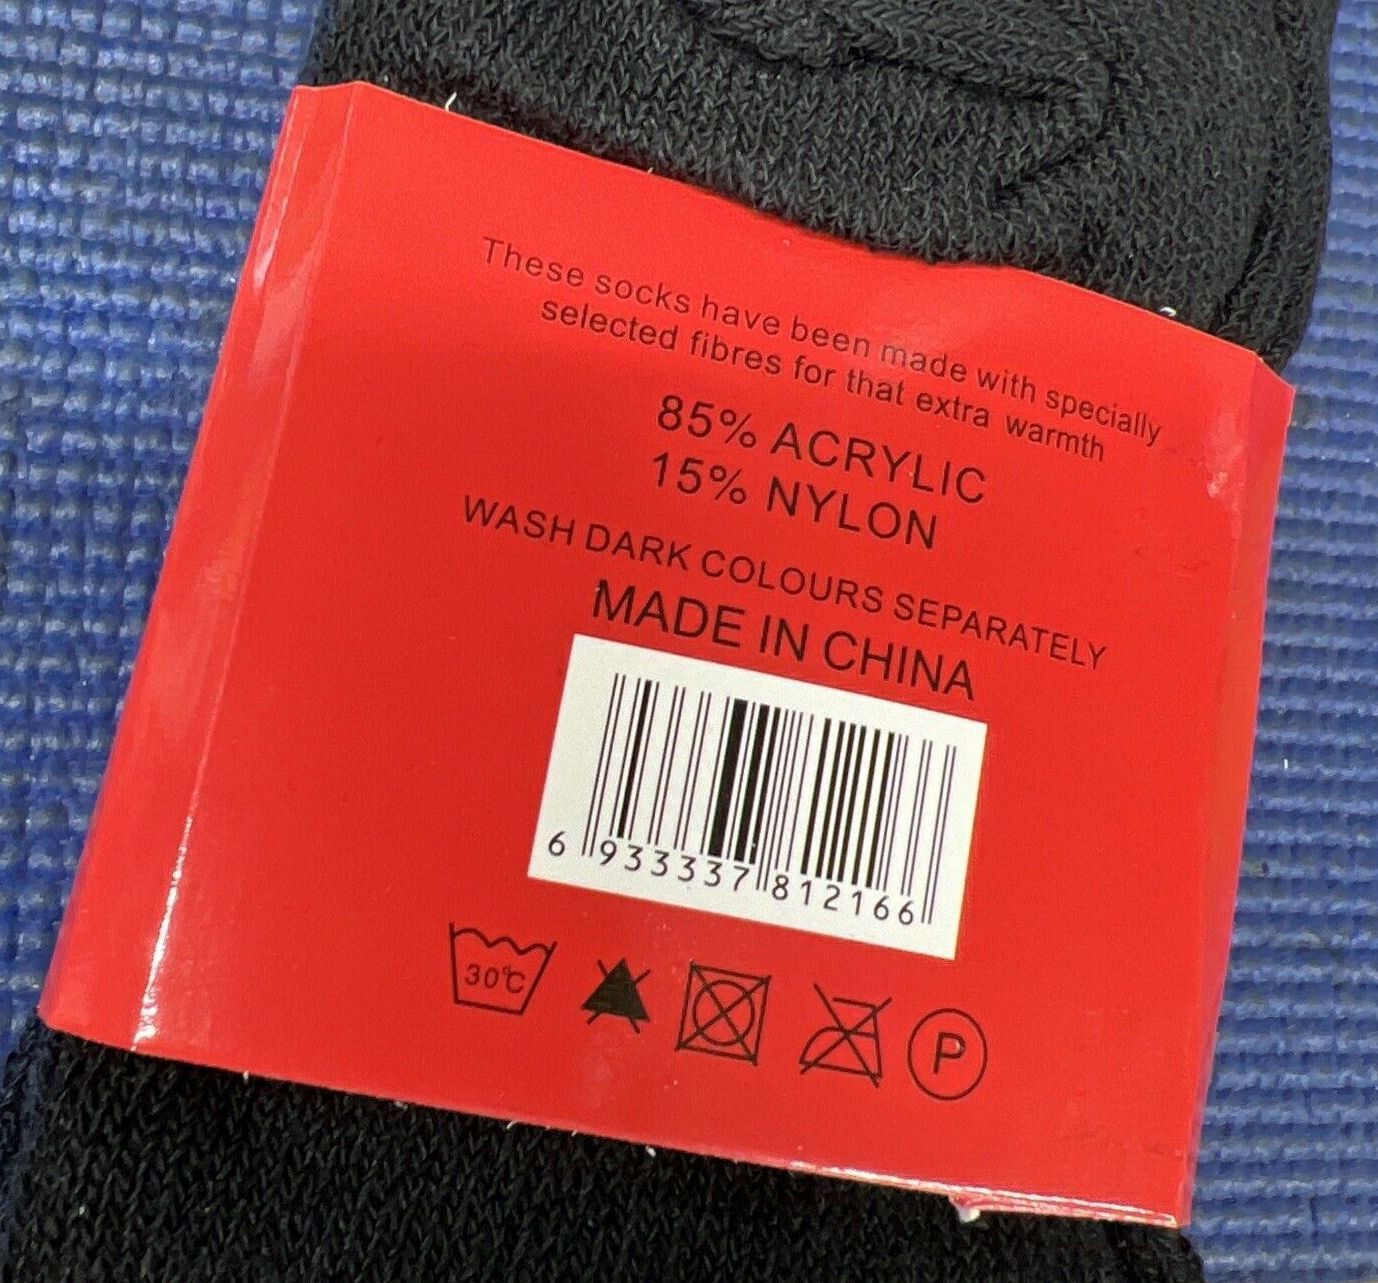 These socks have been made with specially
selected fibres for that extra warmth
85% ACRYLIC
15% NYLON
WASH DARK COLOURS SEPARATELY
MADE IN CHINA
6 933337 812166
30°C
P